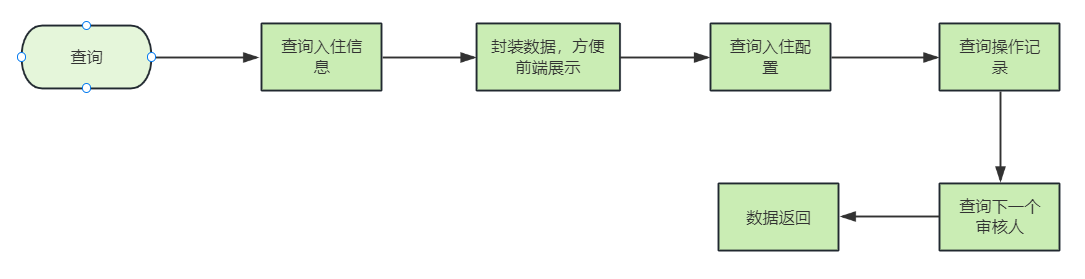 查询
查询入住信
息
封装数据，方便
前端展示
查询入住配
置
查询操作记
录
查询下一个
审核人
数据返回